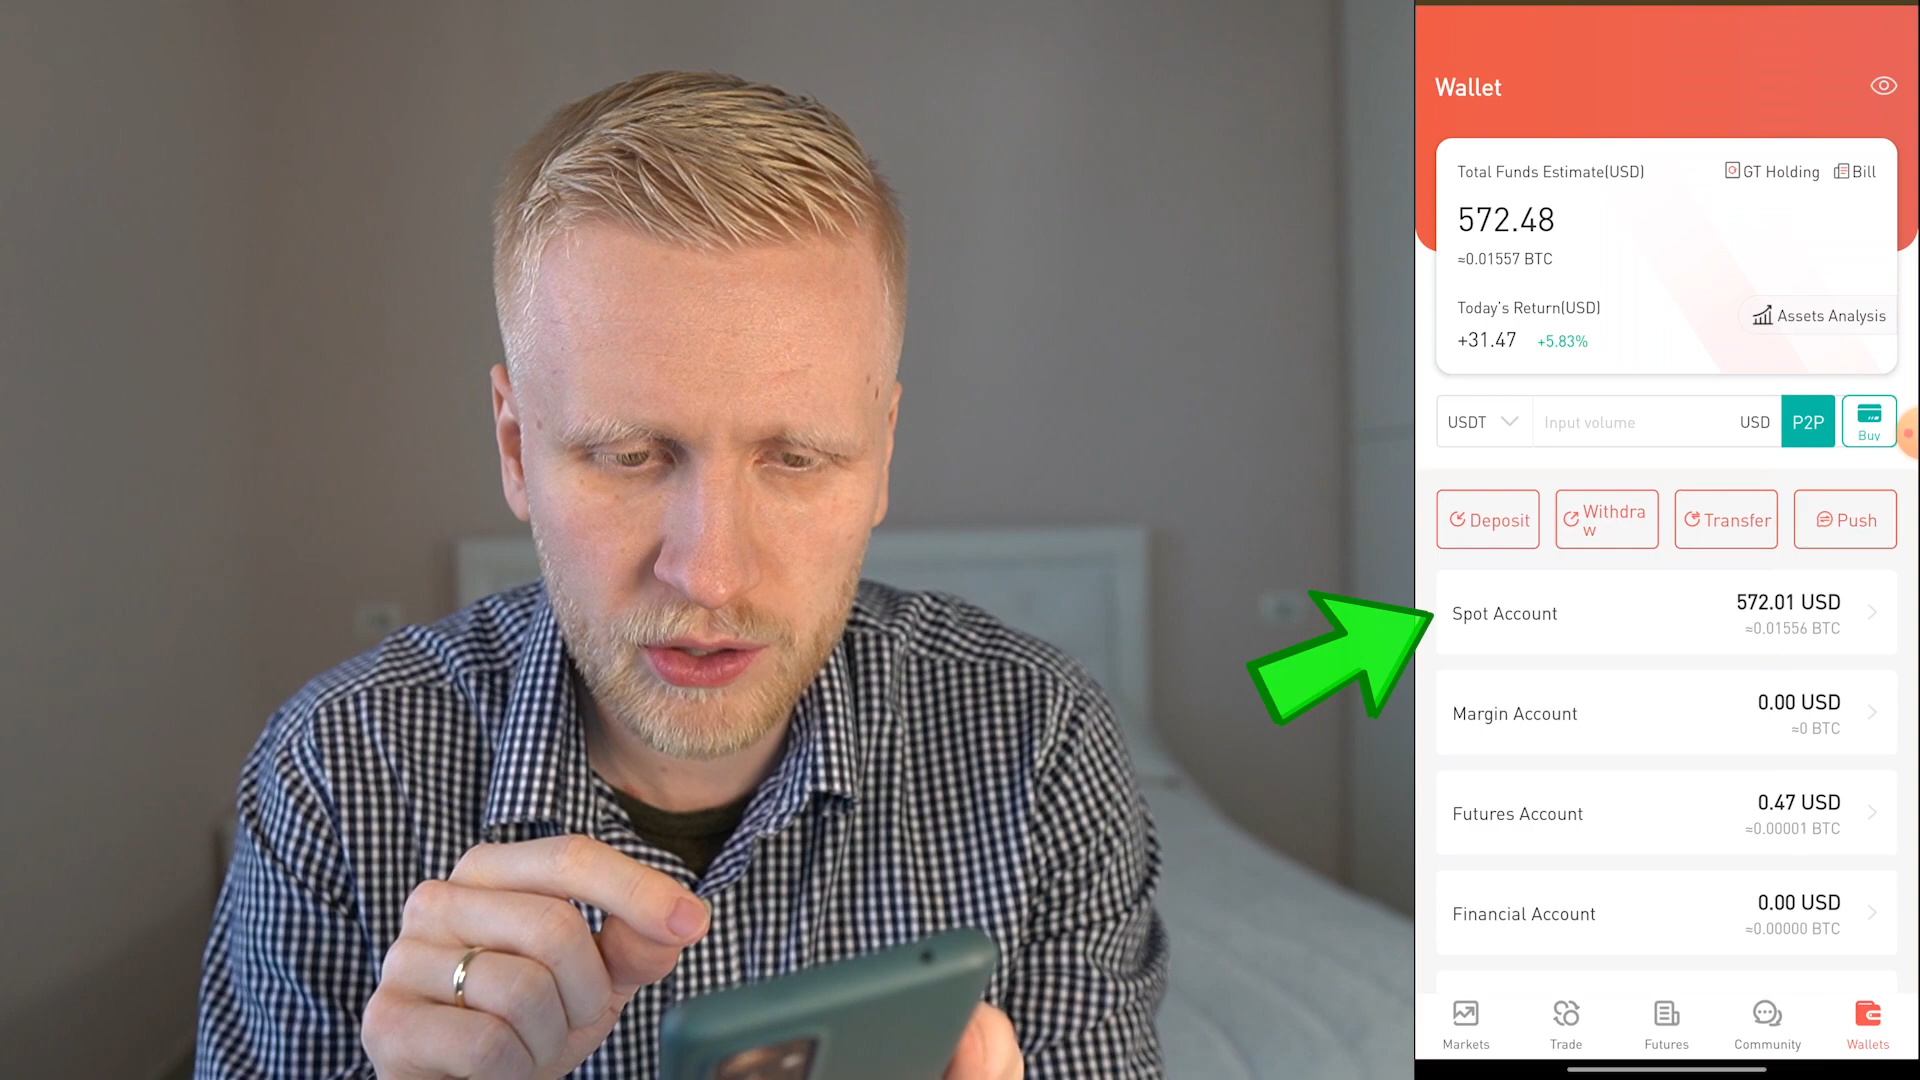 Wallet
Total Funds Estimate(USD)
GT Holding
Bill
572.48
≈0.01557 BTC
Today's Return(USD)
Assets Analysis
+31.47 +5.83%
USDT Input volume USD P2P
Buy
Deposit
Withdra
w
Transfer
Push
Spot Account
572.01 USD
≈0.01556 BTC
Margin Account
0.00 USD
≈0 BTC
Futures Account
0.47 USD
≈0.00001 BTC
Financial Account
0.00 USD
≈0.00000 BTC
Markets
Trade
Futures
Community
Wallets